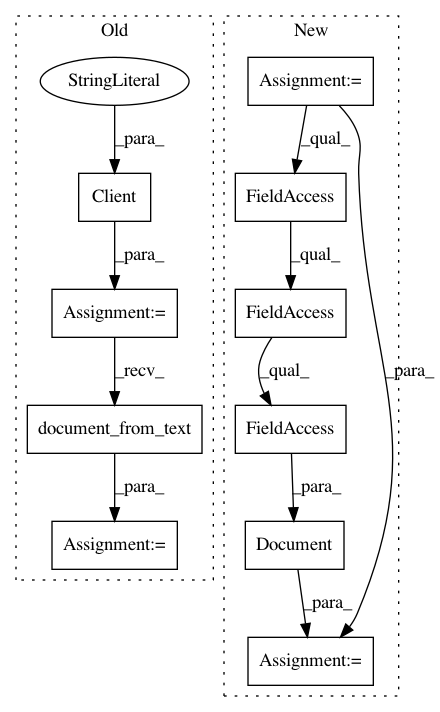 Old
New
StringLiteral
Assignment:=
_para_
_qual_
Client
FieldAccess
_para_
_qual_
Assignment:=
FieldAccess
_recv_
_qual_
_para_
document_from_text
FieldAccess
_para_
_para_
Assignment:=
Document
_para_
Assignment:=